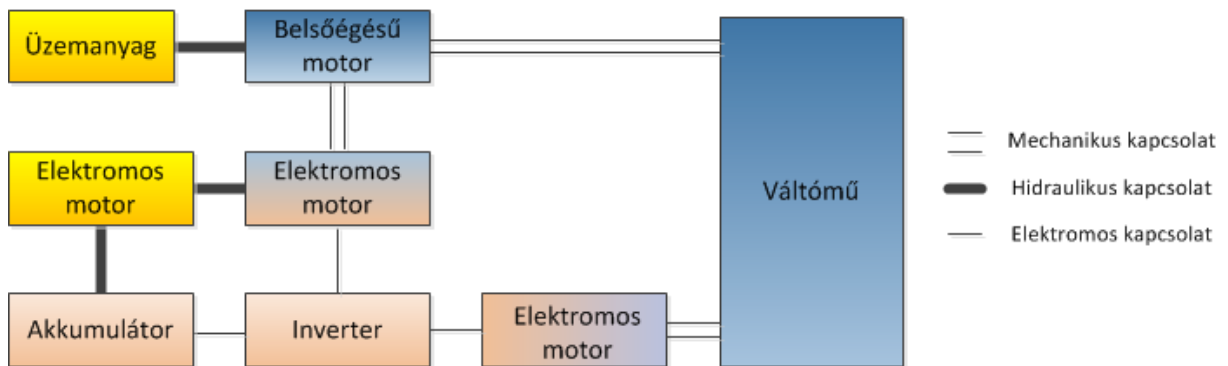 Üzemanyag
Belsőégésű
motor
Elektromos
motor
Elektromos
motor
Váltómű
Akkumulátor
Inverter
Elektromos
motor
Mechanikus kapcsolat
Hidraulikus kapcsolat
Elektromos kapcsolat